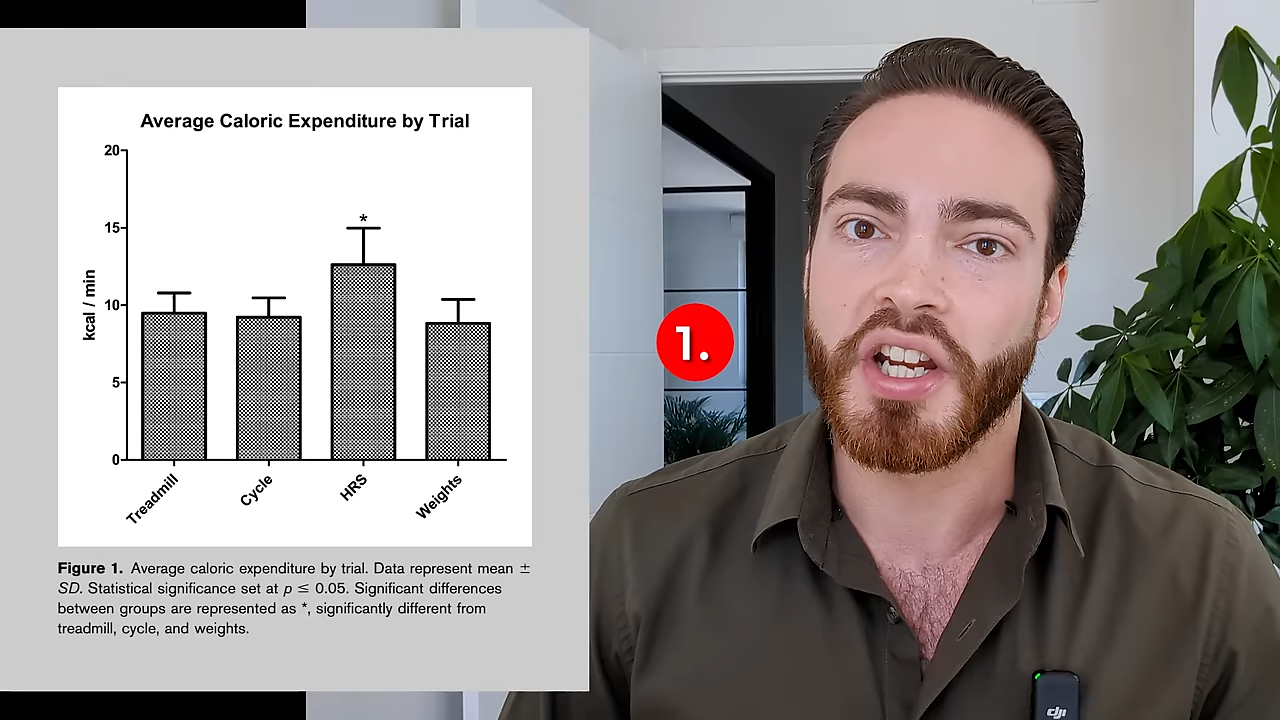 Average Caloric Expenditure by Trial
20
15
10
5
0
kcal / min
*
Treadmill
Cycle
HRS
Weights
Figure 1. Average caloric expenditure by trial. Data represent mean ±
SD. Statistical significance set at p ≤ 0.05. Significant differences
between groups are represented as *, significantly different from
treadmill, cycle, and weights.
1.
dji